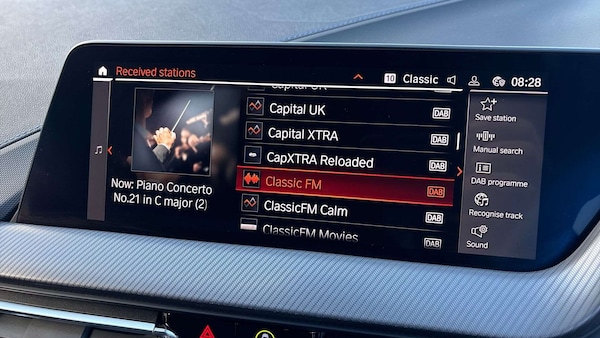 Received stations
10 Classic 08:28
Capital UK
Capital UK DAB
Capital XTRA DAB
CapXTRA Reloaded DAB
Classic FM DAB
ClassicFM Calm DAB
ClassicFM Movies DAB
Now: Piano Concerto
No.21 in C major (2)
Save station
Manual search
DAB programme
Recognise track
Sound